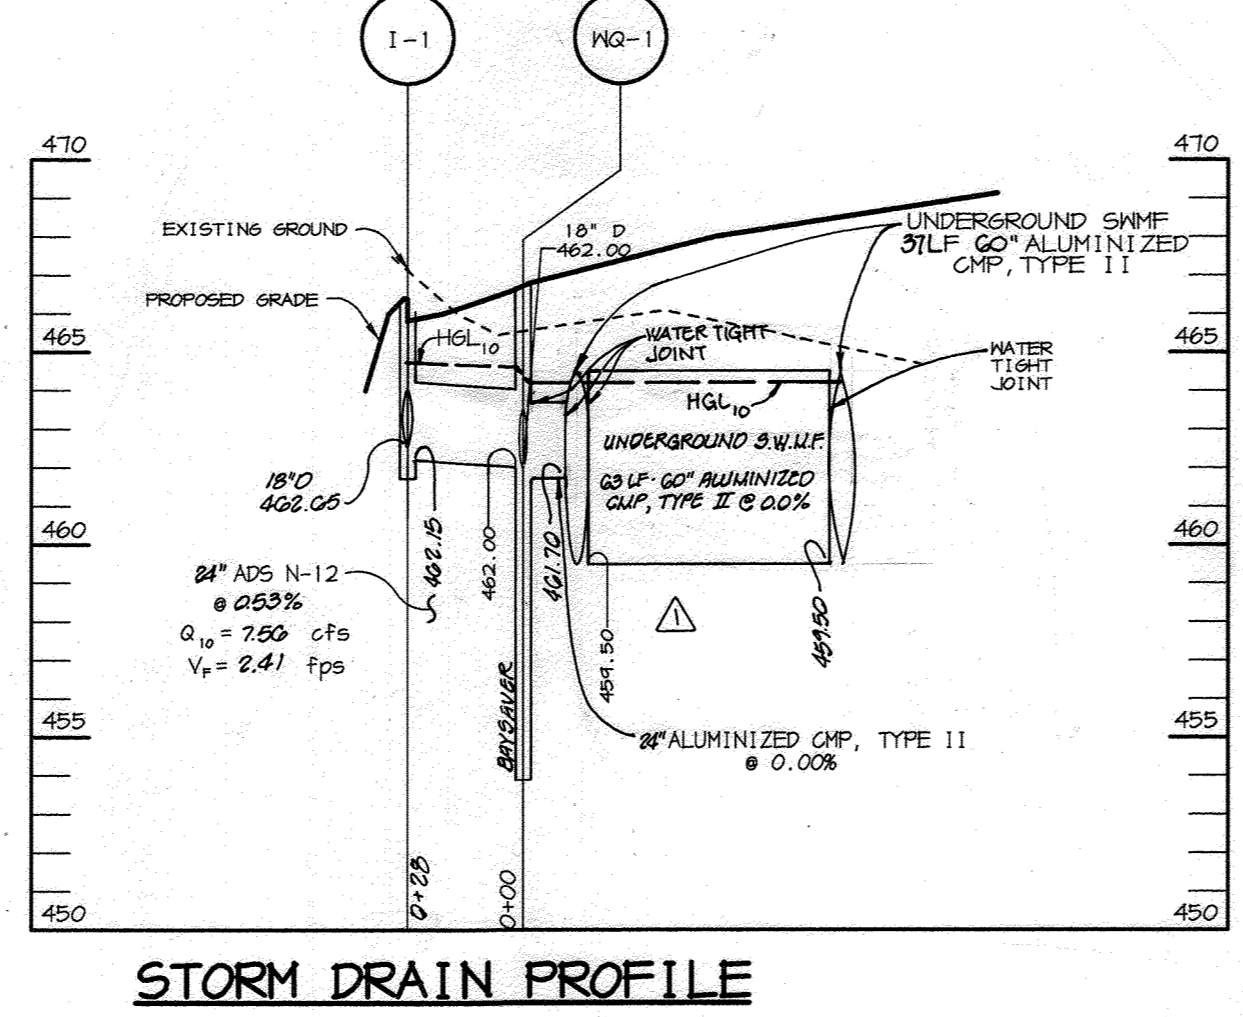 I-1
WQ-1
470
470
EXISTING GROUND
18" D
462.00
UNDERGROUND SWMF
37LF 60" ALUMINIZED
CMP, TYPE II
PROPOSED GRADE
465
465
HGL10
WATER TIGHT
JOINT
WATER
TIGHT
JOINT
HGL10
UNDERGROUND S.W.M.F.
63 LF - 60" ALUMINIZED
CMP, TYPE II @ 0.0%
18"D
462.65
460
460
462.15
462.00
461.70
459.50
459.50
24" ADS N-12
@ 0.53%
Q10 = 7.56 cfs
VF = 2.41 fps
1
BAYSAVER
455
455
24" ALUMINIZED CMP, TYPE II
@ 0.00%
0+28
0+00
450
450
STORM DRAIN PROFILE